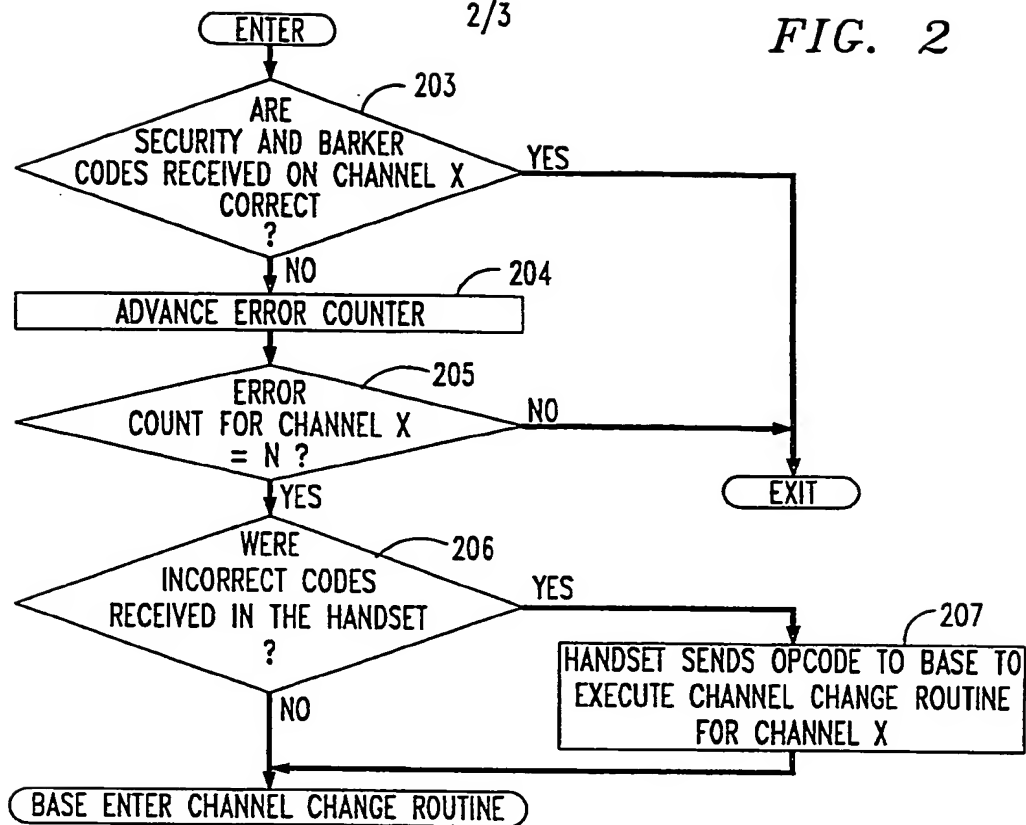 2/3
FIG. 2
ENTER
203
ARE
SECURITY AND BARKER
CODES RECEIVED ON CHANNEL X
CORRECT
?
YES
NO
204
ADVANCE ERROR COUNTER
205
ERROR
COUNT FOR CHANNEL X
= N ?
NO
EXIT
YES
206
WERE
INCORRECT CODES
RECEIVED IN THE HANDSET
?
YES
207
HANDSET SENDS OPCODE TO BASE TO
EXECUTE CHANNEL CHANGE ROUTINE
FOR CHANNEL X
NO
BASE ENTER CHANNEL CHANGE ROUTINE